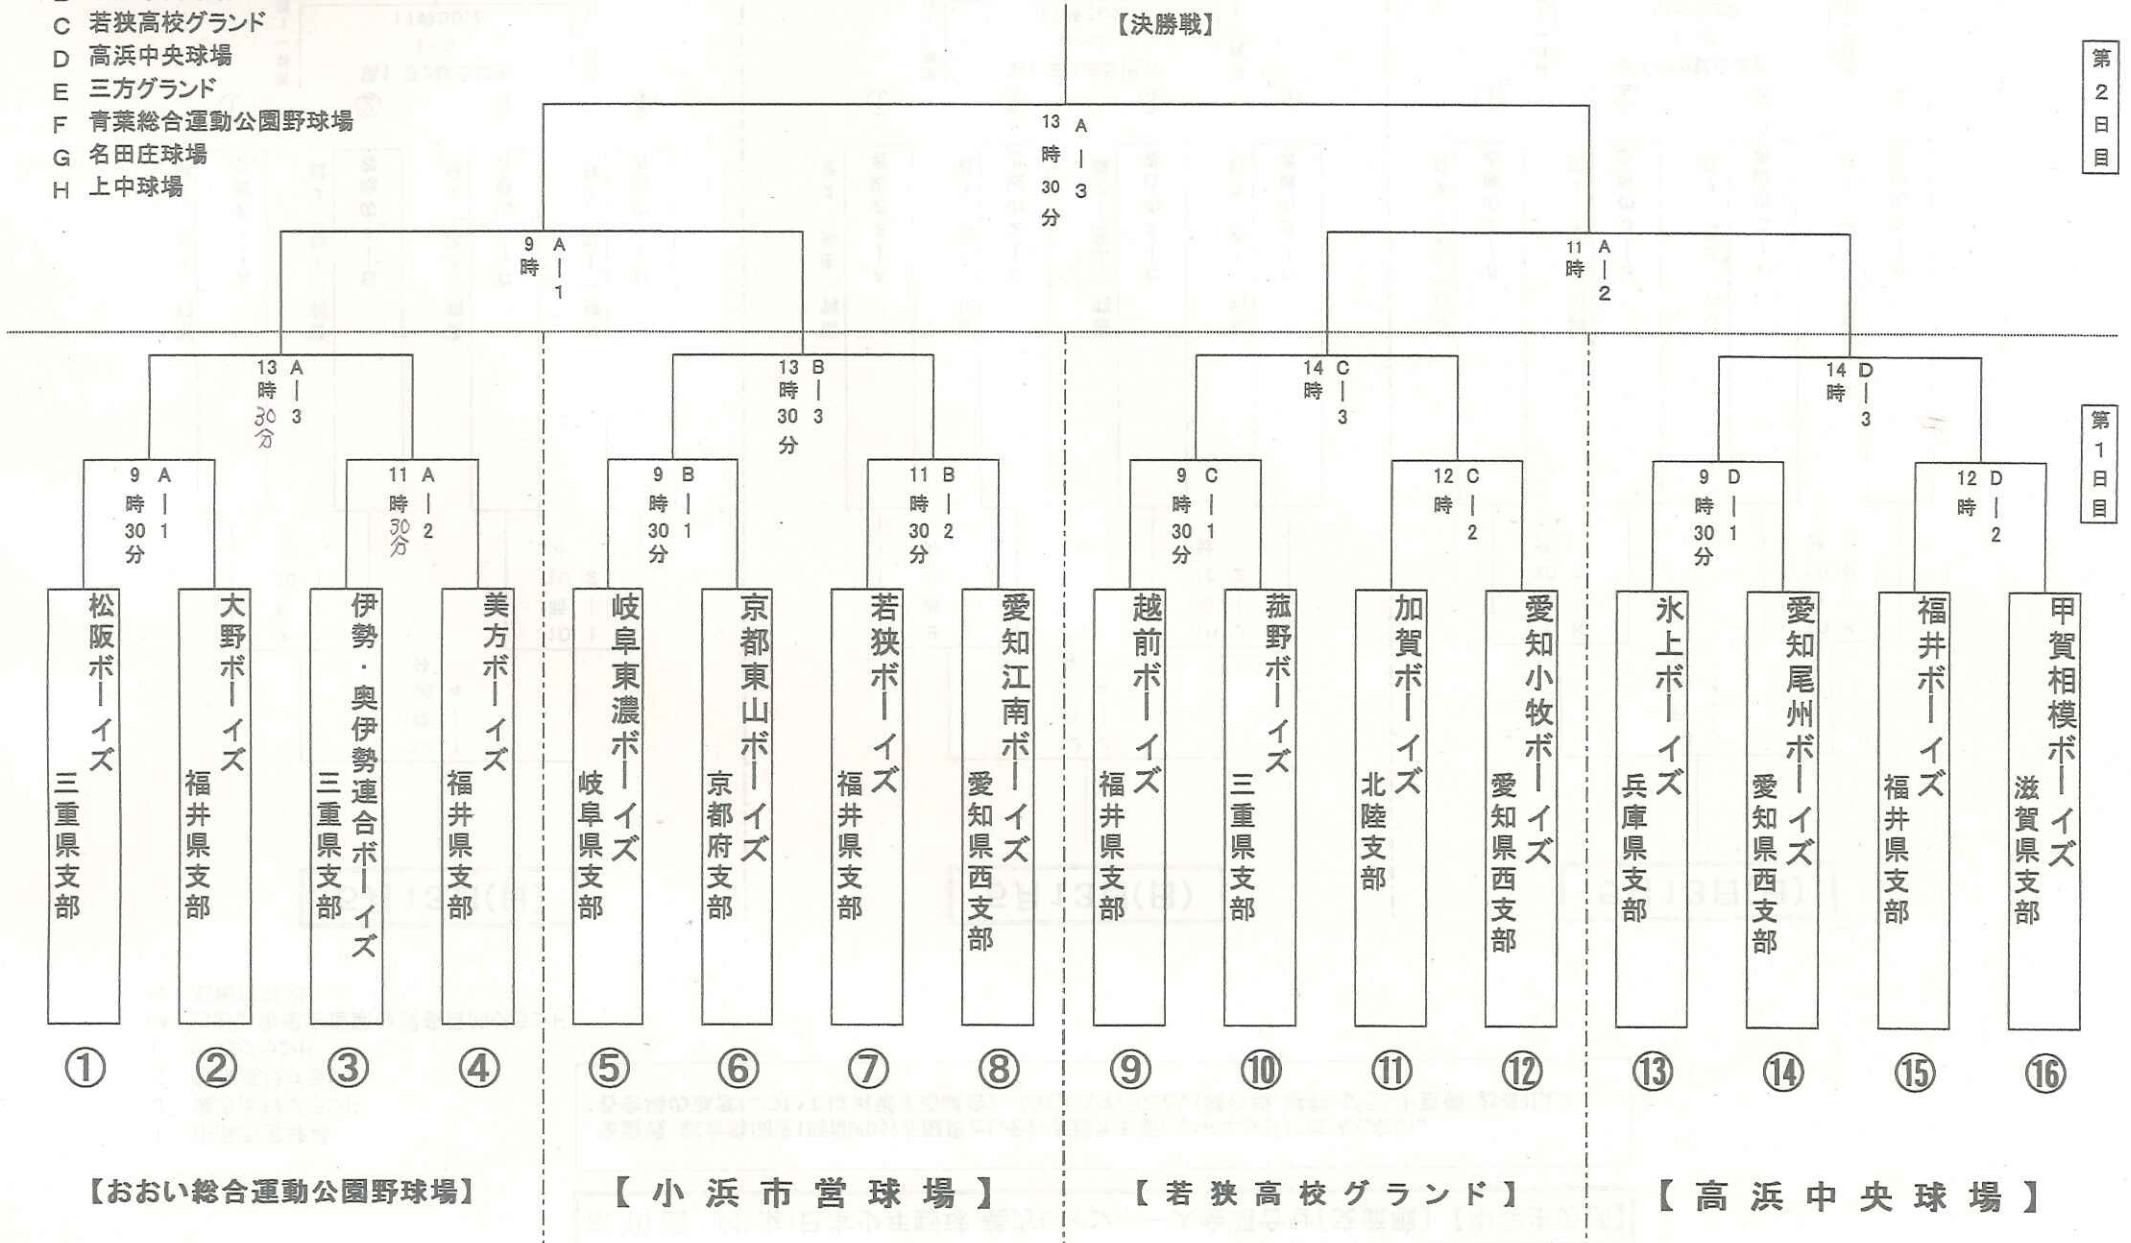 C 若狭高校グランド
D 高浜中央球場
E 三方グランド
F 青葉総合運動公園野球場
G 名田庄球場
H 上中球場
【決勝戦】
第2日目
13時30分 A－3
9時 A－1
11時 A－2
第1日目
13時30分 A－3
13時30分 B－3
14時 C－3
14時 D－3
9時30分 A－1
11時30分 A－2
9時30分 B－1
11時30分 B－2
9時30分 C－1
12時 C－2
9時30分 D－1
12時 D－2
松阪ボーイズ
三重県支部
大野ボーイズ
福井県支部
伊勢・奥伊勢連合ボーイズ
三重県支部
美方ボーイズ
福井県支部
岐阜東濃ボーイズ
岐阜県支部
京都東山ボーイズ
京都府支部
若狭ボーイズ
福井県支部
愛知江南ボーイズ
愛知県西支部
越前ボーイズ
福井県支部
菰野ボーイズ
三重県支部
加賀ボーイズ
北陸支部
愛知小牧ボーイズ
愛知県西支部
氷上ボーイズ
兵庫県支部
愛知尾州ボーイズ
愛知県西支部
福井ボーイズ
福井県支部
甲賀相模ボーイズ
滋賀県支部
① ② ③ ④ ⑤ ⑥ ⑦ ⑧ ⑨ ⑩ ⑪ ⑫ ⑬ ⑭ ⑮ ⑯
【おおい総合運動公園野球場】 【小浜市営球場】 【若狭高校グランド】 【高浜中央球場】